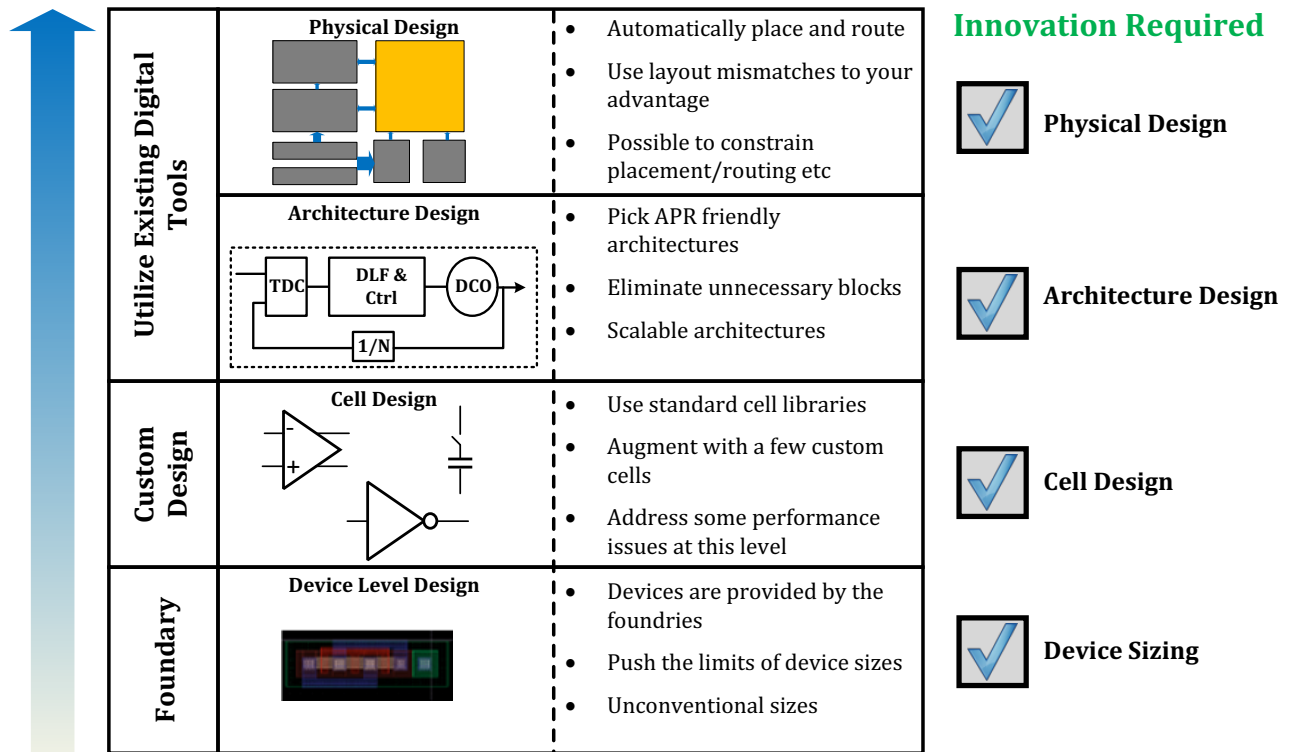 Utilize Existing Digital
Tools
Physical Design
• Automatically place and route
• Use layout mismatches to your
advantage
• Possible to constrain
placement/routing etc
Architecture Design
TDC
DLF &
Ctrl
DCO
1/N
• Pick APR friendly
architectures
• Eliminate unnecessary blocks
• Scalable architectures
Custom
Design
Cell Design
-
+
• Use standard cell libraries
• Augment with a few custom
cells
• Address some performance
issues at this level
Foundary
Device Level Design
• Devices are provided by the
foundries
• Push the limits of device sizes
• Unconventional sizes
Innovation Required
Physical Design
Architecture Design
Cell Design
Device Sizing